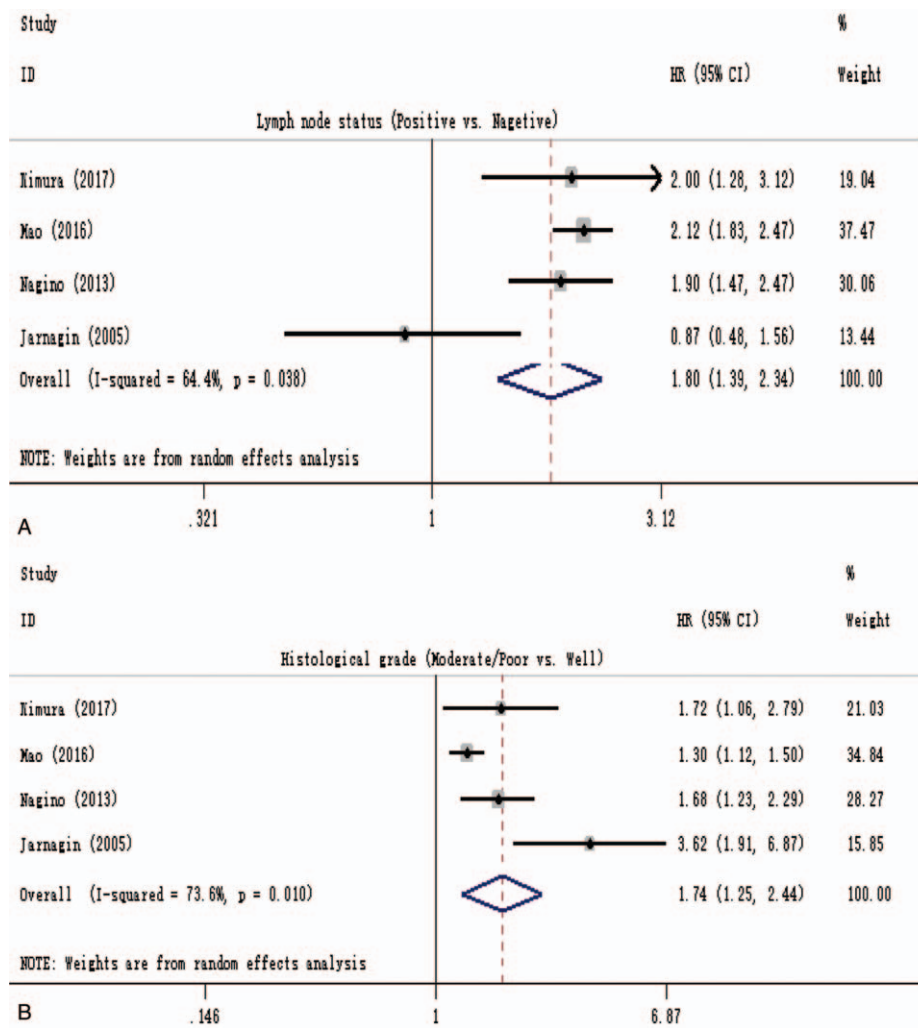 Study %
ID HR (95% CI) Weight
Lymph node status (Positive vs. Nagetive)
Nimura (2017) 2.00 (1.28, 3.12) 19.04
Mao (2016) 2.12 (1.83, 2.47) 37.47
Nagino (2013) 1.90 (1.47, 2.47) 30.06
Jarnagin (2005) 0.87 (0.48, 1.56) 13.44
Overall (I-squared = 64.4%, p = 0.038) 1.80 (1.39, 2.34) 100.00
NOTE: Weights are from random effects analysis
A .321 1 3.12
Study %
ID HR (95% CI) Weight
Histological grade (Moderate/Poor vs. Well)
Nimura (2017) 1.72 (1.06, 2.79) 21.03
Mao (2016) 1.30 (1.12, 1.50) 34.84
Nagino (2013) 1.68 (1.23, 2.29) 28.27
Jarnagin (2005) 3.62 (1.91, 6.87) 15.85
Overall (I-squared = 73.6%, p = 0.010) 1.74 (1.25, 2.44) 100.00
NOTE: Weights are from random effects analysis
B .146 1 6.87